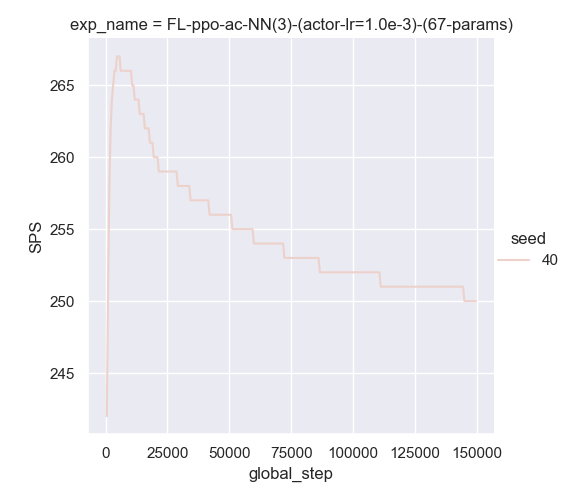 exp_name = FL-ppo-ac-NN(3)-(actor-lr=1.0e-3)-(67-params)
265
260
255
250
245
SPS
0 25000 50000 75000 100000 125000 150000
global_step
seed
40